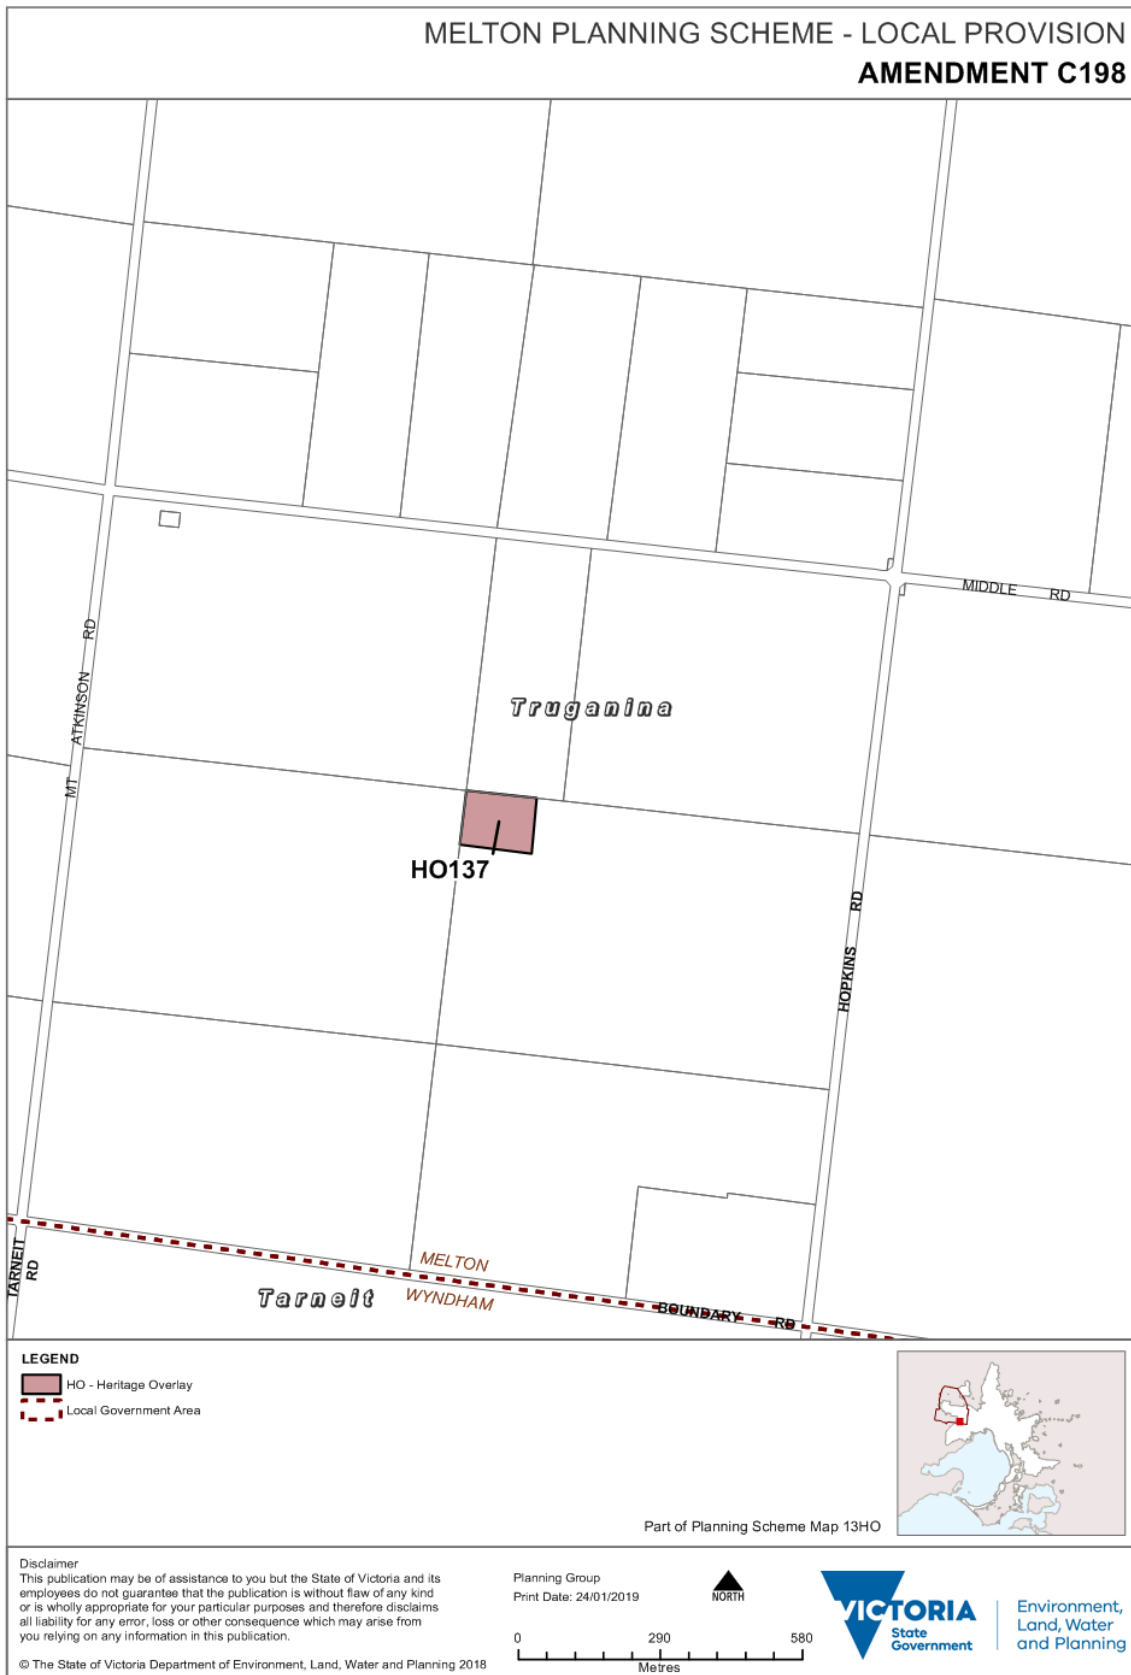 MELTON PLANNING SCHEME - LOCAL PROVISION
AMENDMENT C198
MIDDLE RD
MT ATKINSON RD
Truganina
HO137
HOPKINS RD
TARNEIT RD
MELTON
WYNDHAM
Tarneit
BOUNDARY RD
LEGEND
HO - Heritage Overlay
Local Government Area
Part of Planning Scheme Map 13HO
Disclaimer
This publication may be of assistance to you but the State of Victoria and its
employees do not guarantee that the publication is without flaw of any kind
or is wholly appropriate for your particular purposes and therefore disclaims
all liability for any error, loss or other consequence which may arise from
you relying on any information in this publication.
© The State of Victoria Department of Environment, Land, Water and Planning 2018
Planning Group
Print Date: 24/01/2019
NORTH
0 290 580
Metres
VICTORIA
State
Government
Environment,
Land, Water
and Planning